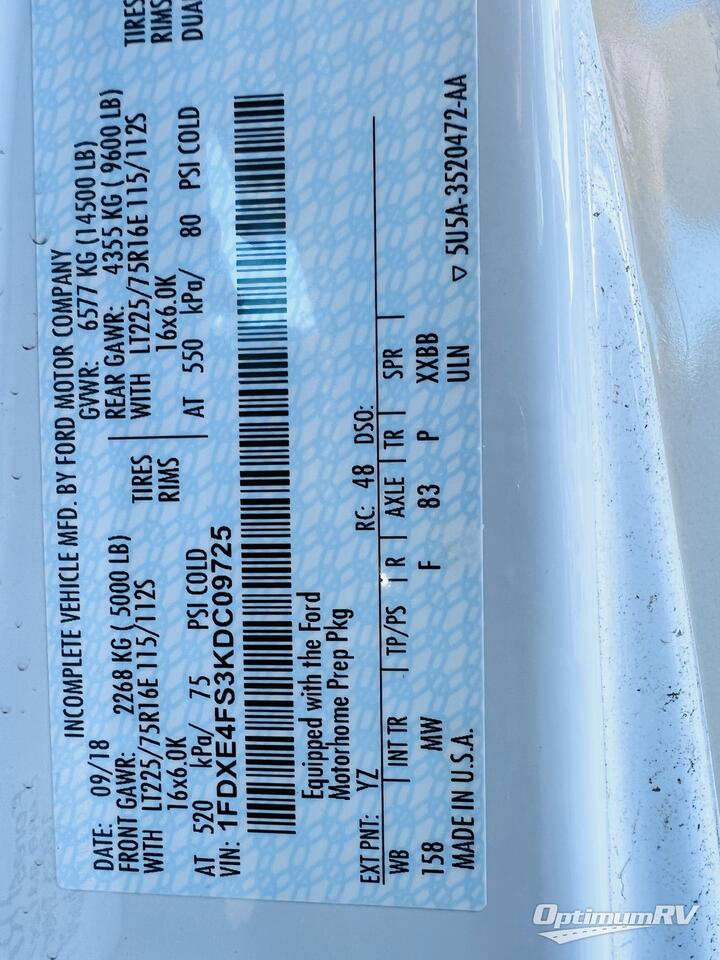 INCOMPLETE VEHICLE MFD. BY FORD MOTOR COMPANY
DATE: 09/18 GVWR: 6577 KG (14500 LB)
FRONT GAWR: 2268 KG ( 5000 LB) REAR GAWR: 4355 KG ( 9600 LB)
WITH LT225/75R16E 115/112S TIRES WITH LT225/75R16E 115/112S TIRES
16x6.0K RIMS 16x6.0K RIMS
AT 520 kPa/ 75 PSI COLD AT 550 kPa/ 80 PSI COLD DUAL
VIN: 1FDXE4FS3KDC09725
Equipped with the Ford
Motorhome Prep Pkg
EXT PNT: YZ RC: 48 DSO:
WB INT TR TP/PS R AXLE TR SPR
158 MW F 83 P XXBB
MADE IN U.S.A. ULN ▽ 5U5A-3520472-AA
OptimumRV